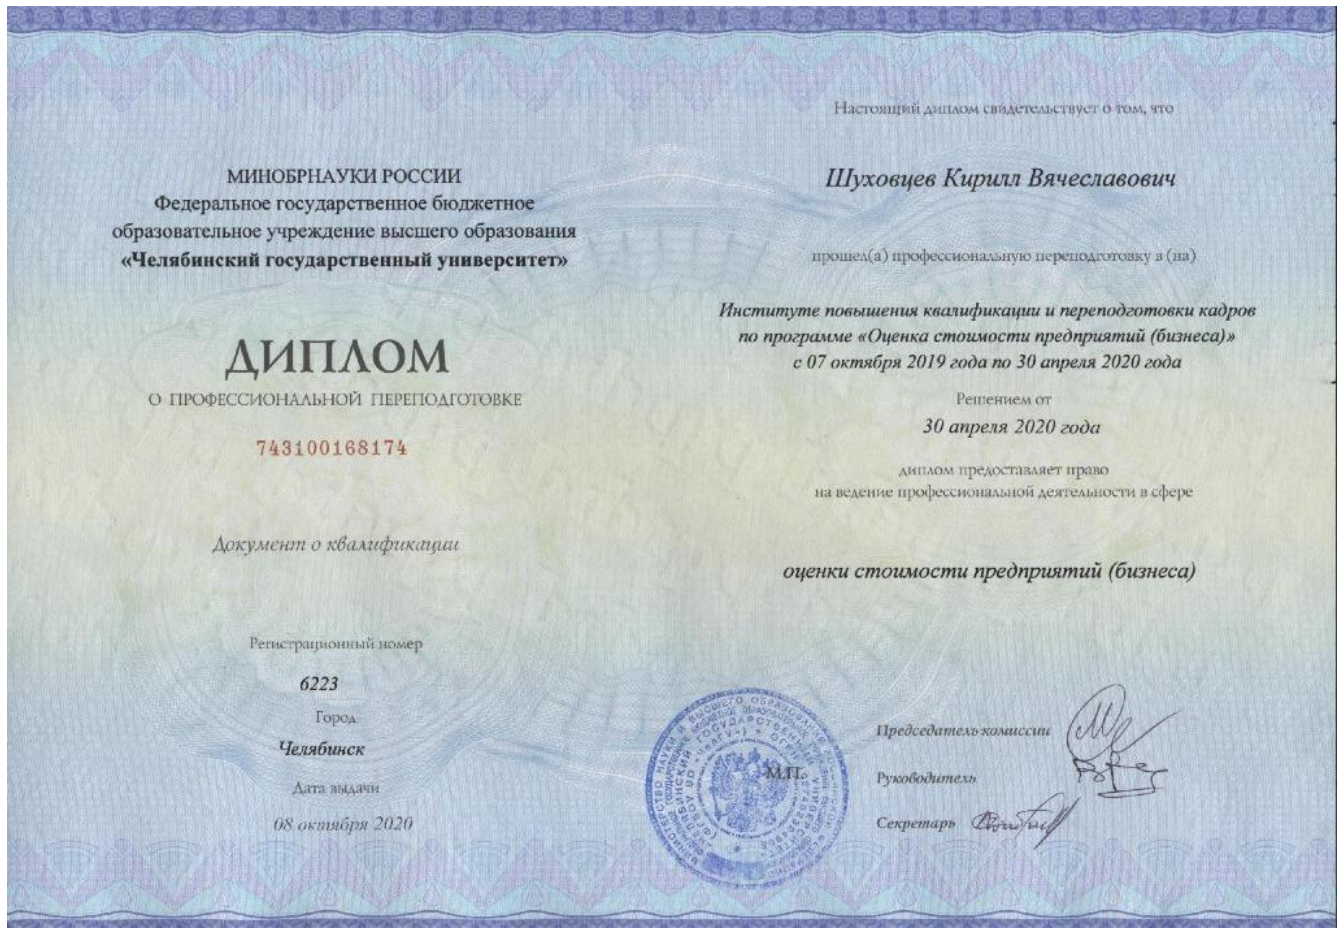 МИНОБРНАУКИ РОССИИ
Федеральное государственное бюджетное
образовательное учреждение высшего образования
«Челябинский государственный университет»
ДИПЛОМ
О ПРОФЕССИОНАЛЬНОЙ ПЕРЕПОДГОТОВКЕ
743100168174
Документ о квалификации
Регистрационный номер
6223
Город
Челябинск
Дата выдачи
08 октября 2020
Настоящий диплом свидетельствует о том, что
Шуховцев Кирилл Вячеславович
прошел(а) профессиональную переподготовку в (на)
Институте повышения квалификации и переподготовки кадров
по программе «Оценка стоимости предприятий (бизнеса)»
с 07 октября 2019 года по 30 апреля 2020 года
Решением от
30 апреля 2020 года
диплом предоставляет право
на ведение профессиональной деятельности в сфере
оценки стоимости предприятий (бизнеса)
М.П.
Председатель комиссии
Руководитель
Секретарь